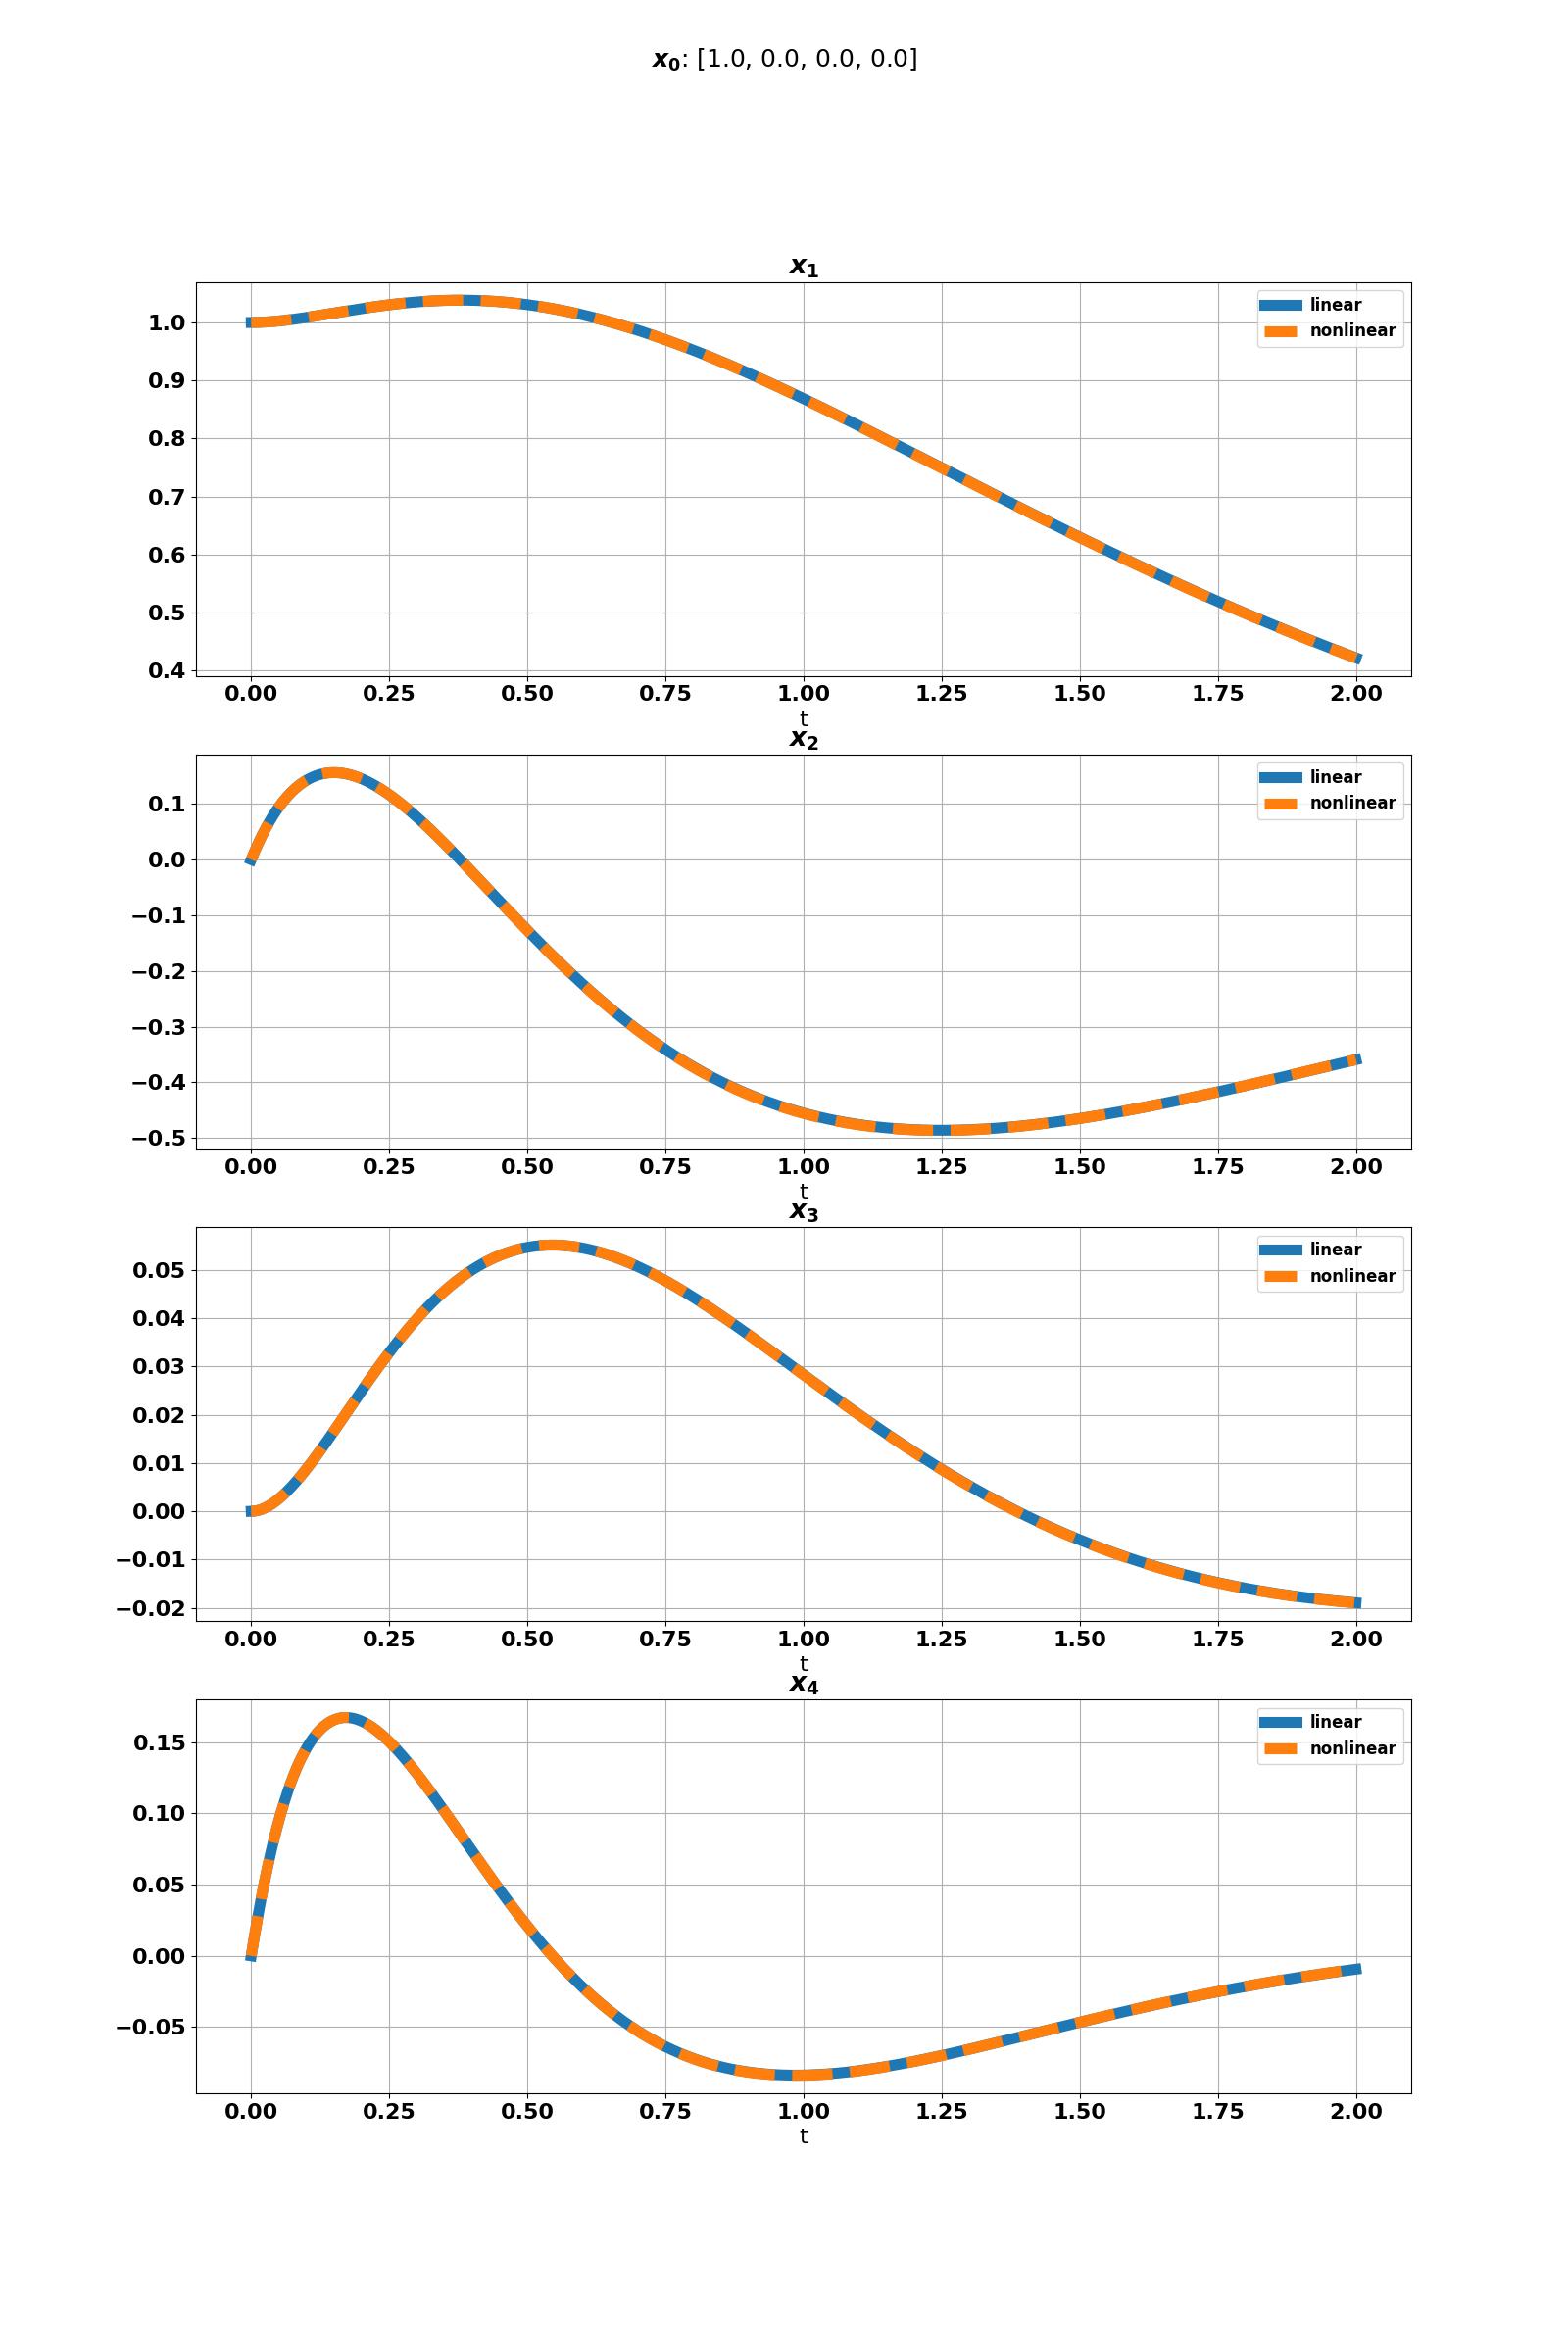 x₀: [1.0, 0.0, 0.0, 0.0]
x₁
linear
nonlinear
1.0
0.9
0.8
0.7
0.6
0.5
0.4
0.00 0.25 0.50 0.75 1.00 1.25 1.50 1.75 2.00
t
x₂
linear
nonlinear
0.1
0.0
−0.1
−0.2
−0.3
−0.4
−0.5
0.00 0.25 0.50 0.75 1.00 1.25 1.50 1.75 2.00
t
x₃
linear
nonlinear
0.05
0.04
0.03
0.02
0.01
0.00
−0.01
−0.02
0.00 0.25 0.50 0.75 1.00 1.25 1.50 1.75 2.00
t
x₄
linear
nonlinear
0.15
0.10
0.05
0.00
−0.05
0.00 0.25 0.50 0.75 1.00 1.25 1.50 1.75 2.00
t